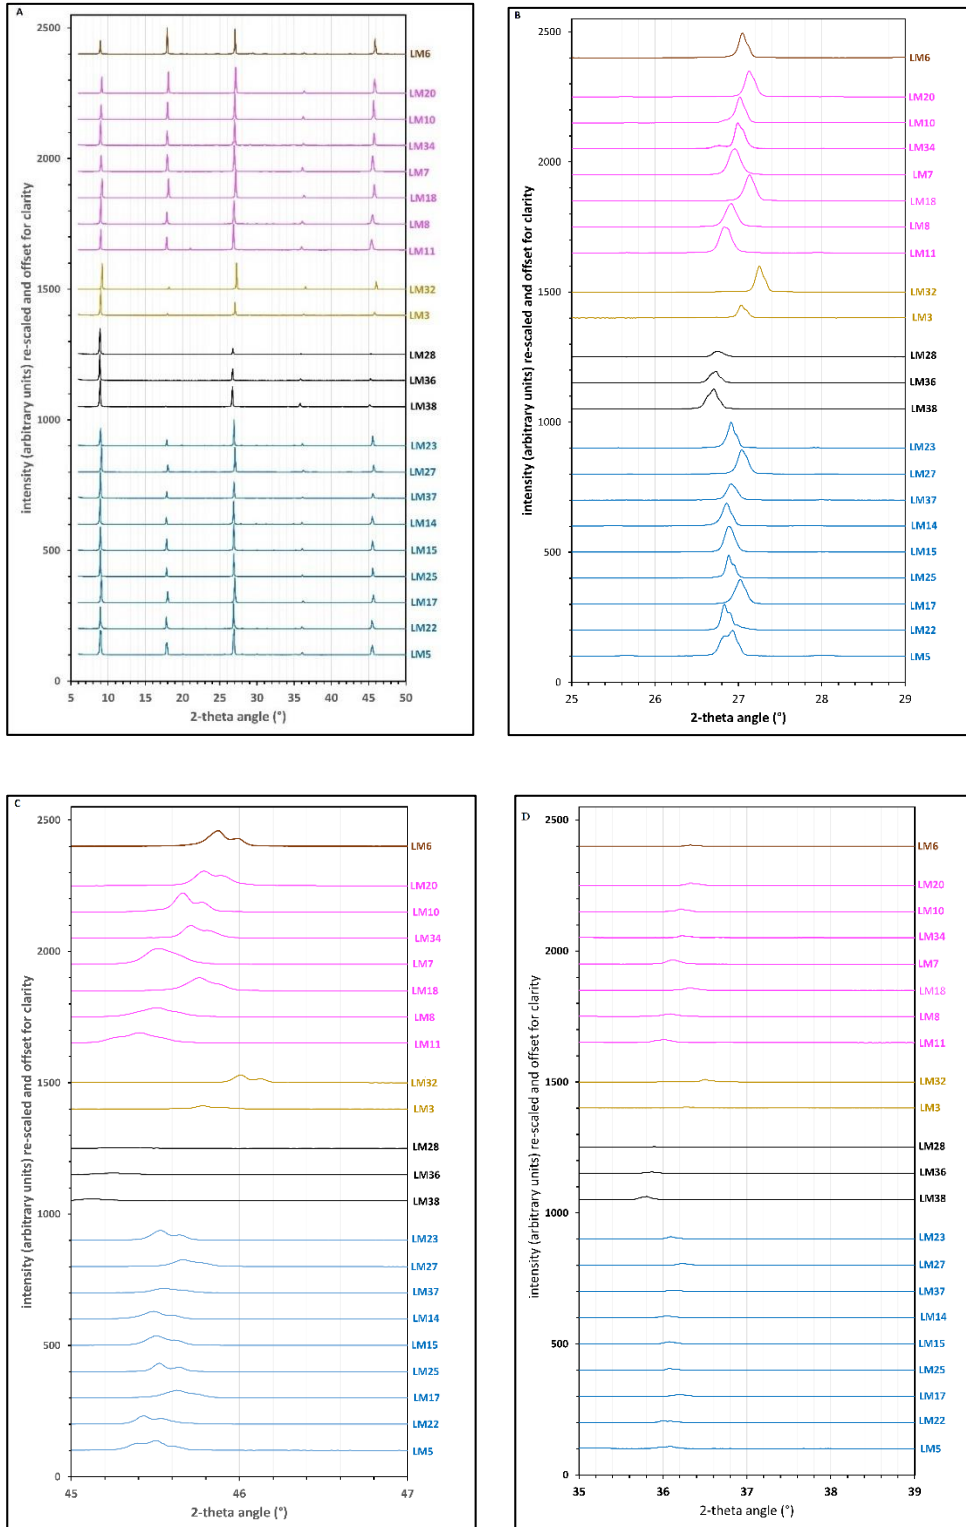 A
intensity (arbitrary units) re-scaled and offset for clarity
2500
2000
1500
1000
500
0
LM6
LM20
LM10
LM34
LM7
LM18
LM8
LM11
LM32
LM3
LM28
LM36
LM38
LM23
LM27
LM37
LM14
LM15
LM25
LM17
LM22
LM5
5 10 15 20 25 30 35 40 45 50
2-theta angle (°)
B
intensity (arbitrary units) re-scaled and offset for clarity
2500
2000
1500
1000
500
0
LM6
LM20
LM10
LM34
LM7
LM18
LM8
LM11
LM32
LM3
LM28
LM36
LM38
LM23
LM27
LM37
LM14
LM15
LM25
LM17
LM22
LM5
25 26 27 28 29
2-theta angle (°)
C
intensity (arbitrary units) re-scaled and offset for clarity
2500
2000
1500
1000
500
0
LM6
LM20
LM10
LM34
LM7
LM18
LM8
LM11
LM32
LM3
LM28
LM36
LM38
LM23
LM27
LM37
LM14
LM15
LM25
LM17
LM22
LM5
45 46 47
2-theta angle (°)
D
intensity (arbitrary units) re-scaled and offset for clarity
2500
2000
1500
1000
500
0
LM6
LM20
LM10
LM34
LM7
LM18
LM8
LM11
LM32
LM3
LM28
LM36
LM38
LM23
LM27
LM37
LM14
LM15
LM25
LM17
LM22
LM5
35 36 37 38 39
2-theta angle (°)